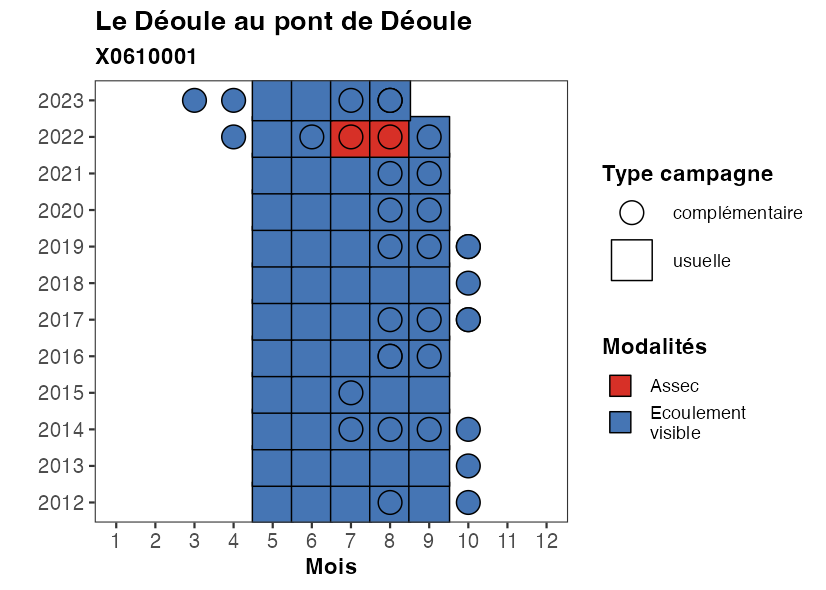 Le Déoule au pont de Déoule
X0610001
2023
2022
2021
2020
2019
2018
2017
2016
2015
2014
2013
2012
1 2 3 4 5 6 7 8 9 10 11 12
Mois
Type campagne
complémentaire
usuelle
Modalités
Assec
Ecoulement
visible